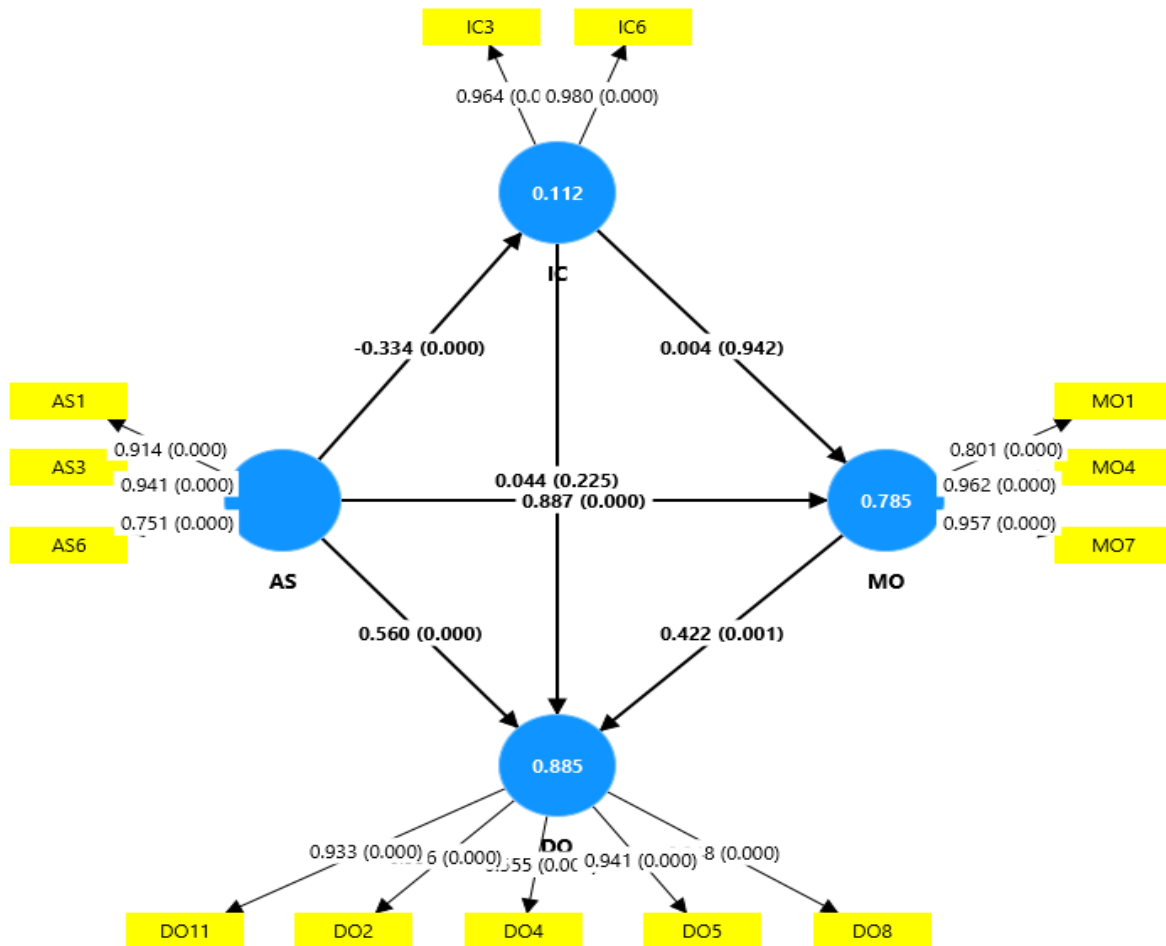 IC3 IC6
0.964 0.980 (0.000)
0.112
IC
-0.334 (0.000) 0.004 (0.942)
AS1 MO1
0.914 (0.000) 0.801 (0.000)
AS3 MO4
0.044 (0.225)
0.941 (0.000) 0.962 (0.000)
0.887 (0.000) 0.785
0.751 (0.000) 0.957 (0.000)
AS6 MO7
AS MO
0.560 (0.000) 0.422 (0.001)
0.885
DO
0.933 (0.000) (0.000) 0.941 (0.000) (0.000)
DO11 DO2 DO4 DO5 DO8